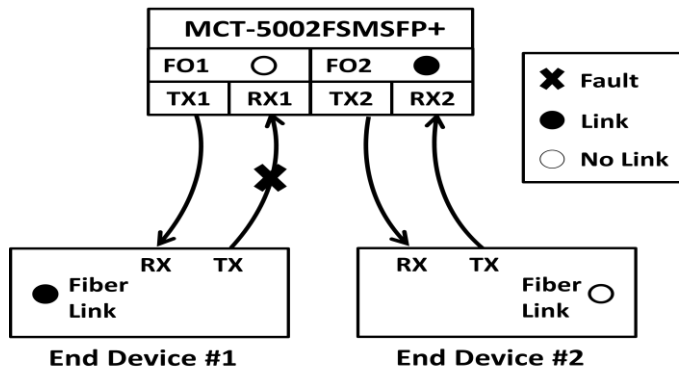 MCT-5002FSMSFP+
FO1 FO2
TX1 RX1 TX2 RX2
Fault
Link
No Link
RX TX
Fiber
Link
End Device #1
RX TX
Fiber
Link
End Device #2